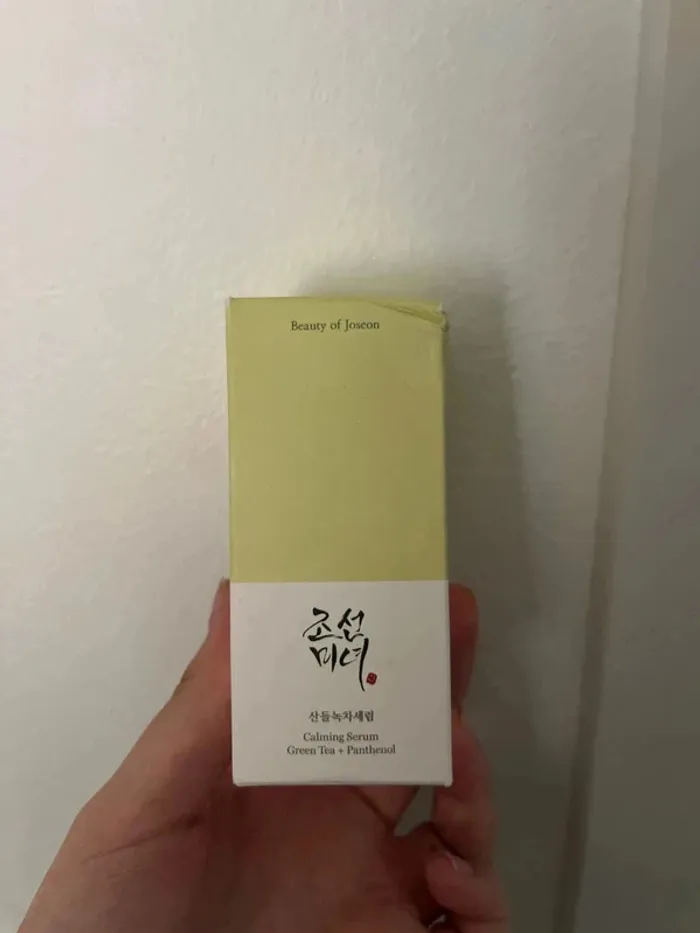 Beauty of Joseon
조선
미녀
산들녹차세럼
Calming Serum
Green Tea + Panthenol